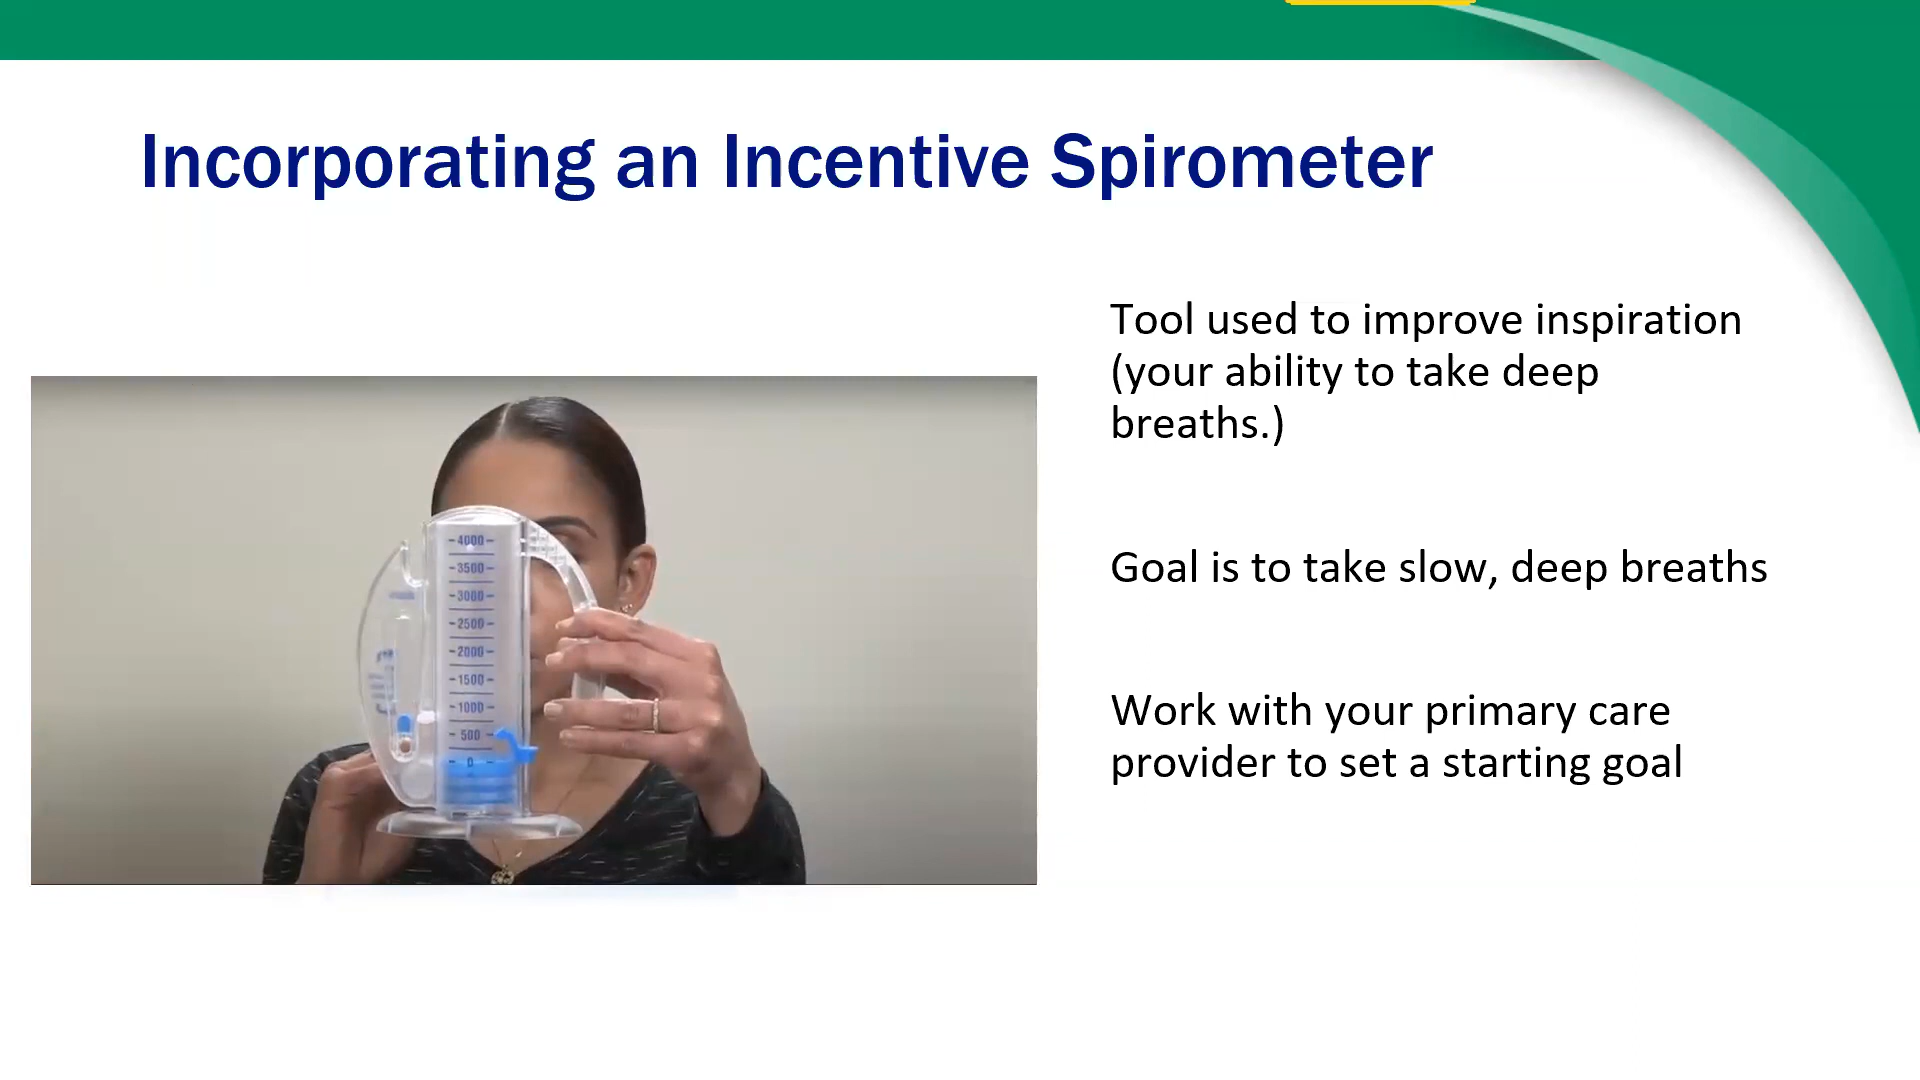 Incorporating an Incentive Spirometer
Tool used to improve inspiration
(your ability to take deep
breaths.)
Goal is to take slow, deep breaths
Work with your primary care
provider to set a starting goal
4000
3500
3000
2500
2000
1500
1000
500
0